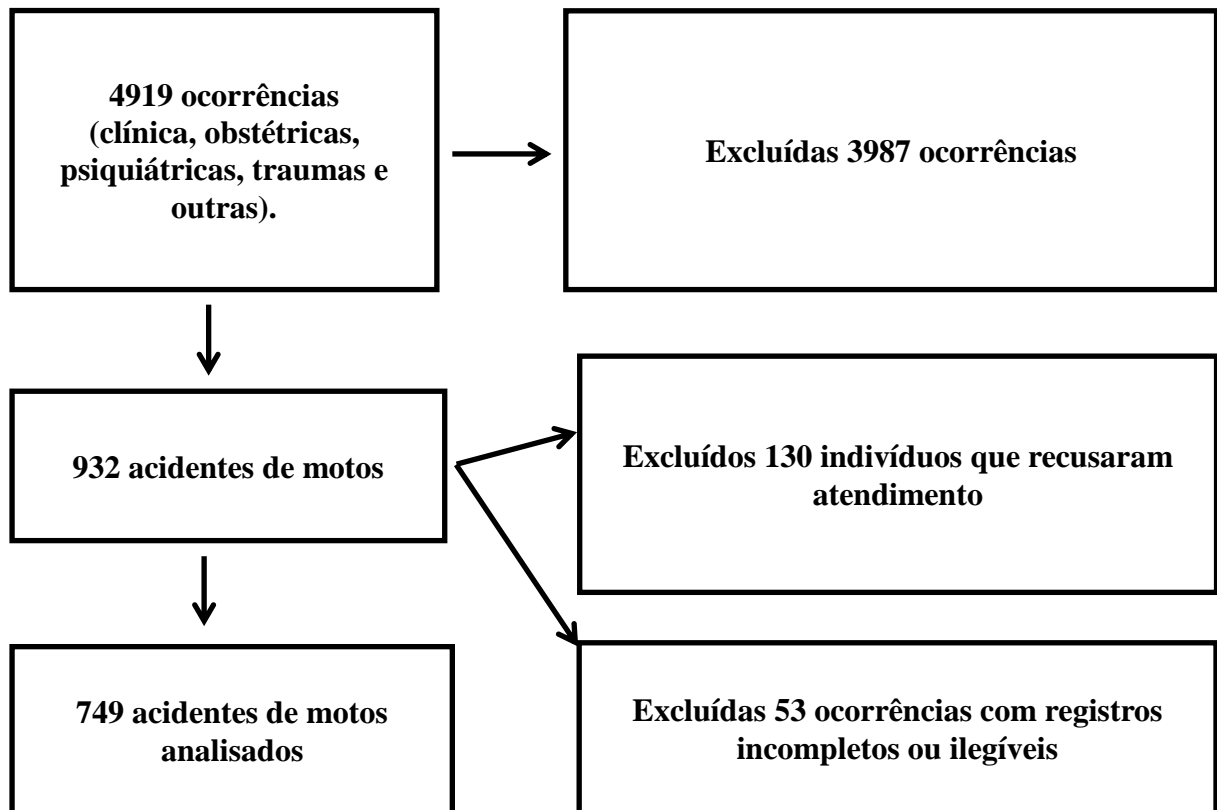 4919 ocorrências
(clínica, obstétricas,
psiquiátricas, traumas e
outras).
Excluídas 3987 ocorrências
932 acidentes de motos
Excluídos 130 indivíduos que recusaram
atendimento
749 acidentes de motos
analisados
Excluídas 53 ocorrências com registros
incompletos ou ilegíveis